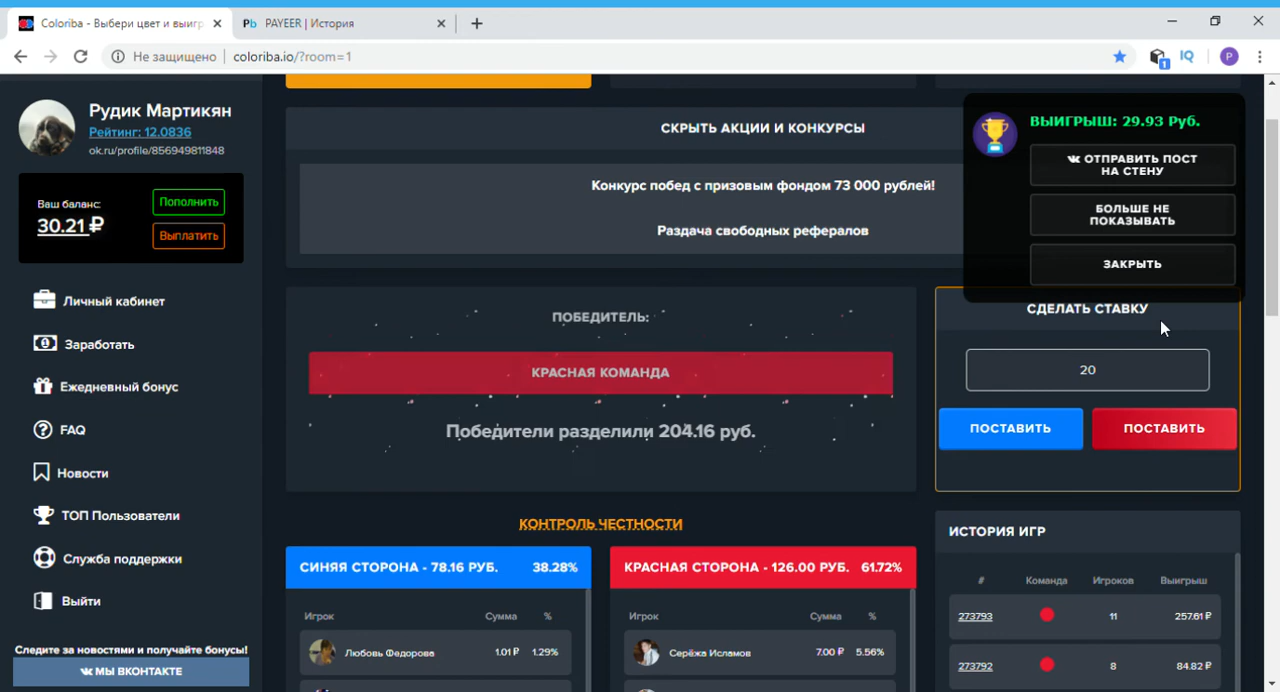 Coloriba - Выбери цвет и выигр
Pb PAYEER | История
Не защищено
coloriba.io/?room=1
1
IQ
P
Рудик Мартикян
Рейтинг: 12.0836
ok.ru/profile/856949811848
Ваш баланс:
30.21 ₽
Пополнить
Выплатить
Личный кабинет
Заработать
Ежедневный бонус
FAQ
Новости
ТОП Пользователи
Служба поддержки
Выйти
Следите за новостями и получайте бонусы!
МЫ ВКОНТАКТЕ
СКРЫТЬ АКЦИИ И КОНКУРСЫ
Конкурс побед с призовым фондом 73 000 рублей!
Раздача свободных рефералов
ВЫИГРЫШ: 29.93 Руб.
ОТПРАВИТЬ ПОСТ
НА СТЕНУ
БОЛЬШЕ НЕ
ПОКАЗЫВАТЬ
ЗАКРЫТЬ
ПОБЕДИТЕЛЬ:
КРАСНАЯ КОМАНДА
Победители разделили 204.16 руб.
СДЕЛАТЬ СТАВКУ
20
ПОСТАВИТЬ
ПОСТАВИТЬ
КОНТРОЛЬ ЧЕСТНОСТИ
СИНЯЯ СТОРОНА - 78.16 РУБ. 38.28%
Игрок Сумма %
Любовь Федорова 1.01 ₽ 1.29%
КРАСНАЯ СТОРОНА - 126.00 РУБ. 61.72%
Игрок Сумма %
Серёжа Исламов 7.00 ₽ 5.56%
ИСТОРИЯ ИГР
# Команда Игроков Выигрыш
273793 11 257.61 ₽
273792 8 84.82 ₽